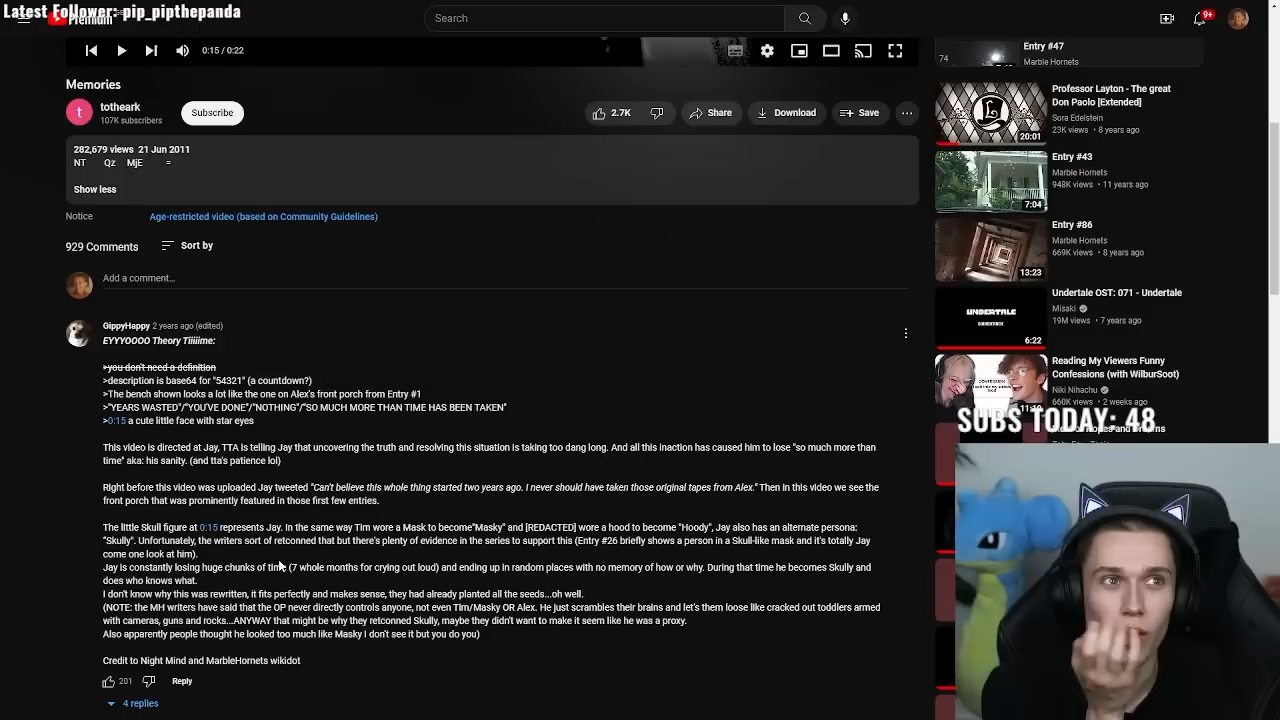 Latest Follower: pip_pipthepanda
Premium
Search
9+
0:15 / 0:22
Memories
t
totheark
107K subscribers
Subscribe
2.7K
Share
Download
Save
282,679 views 21 Jun 2011
NT Qz MjE =
Show less
Notice
Age-restricted video (based on Community Guidelines)
929 Comments
Sort by
Add a comment...
GippyHappy 2 years ago (edited)
EYYYOOOO Theory Tiiiiime:
>you don't need a definition
>description is base64 for "54321" (a countdown?)
>The bench shown looks a lot like the one on Alex's front porch from Entry #1
>"YEARS WASTED"/"YOU'VE DONE"/"NOTHING"/"SO MUCH MORE THAN TIME HAS BEEN TAKEN"
>0:15 a cute little face with star eyes
This video is directed at Jay, TTA is telling Jay that uncovering the truth and resolving this situation is taking too dang long. And all this inaction has caused him to lose "so much more than
time" aka: his sanity. (and tta's patience lol)
Right before this video was uploaded Jay tweeted "Can't believe this whole thing started two years ago. I never should have taken those original tapes from Alex." Then in this video we see the
front porch that was prominently featured in those first few entries.
The little Skull figure at 0:15 represents Jay. In the same way Tim wore a Mask to become"Masky" and [REDACTED] wore a hood to become "Hoody", Jay also has an alternate persona:
"Skully". Unfortunately, the writers sort of retconned that but there's plenty of evidence in the series to support this (Entry #26 briefly shows a person in a Skull-like mask and it's totally Jay
come one look at him).
Jay is constantly losing huge chunks of time (7 whole months for crying out loud) and ending up in random places with no memory of how or why. During that time he becomes Skully and
does who knows what.
I don't know why this was rewritten, it fits perfectly and makes sense, they had already planted all the seeds...oh well.
(NOTE: the MH writers have said that the OP never directly controls anyone, not even Tim/Masky OR Alex. He just scrambles their brains and let's them loose like cracked out toddlers armed
with cameras, guns and rocks...ANYWAY that might be why they retconned Skully, maybe they didn't want to make it seem like he was a proxy.
Also apparently people thought he looked too much like Masky I don't see it but you do you)
Credit to Night Mind and MarbleHornets wikidot
201
Reply
4 replies
74
Entry #47
Marble Hornets
Professor Layton - The great
Don Paolo [Extended]
Sora Edelstein
23K views • 8 years ago
20:01
Entry #43
Marble Hornets
948K views • 11 years ago
7:04
Entry #86
Marble Hornets
669K views • 8 years ago
13:23
Undertale OST: 071 - Undertale
Misaki
19M views • 7 years ago
UNDERTALE
6:22
Reading My Viewers Funny
Confessions (with WilburSoot)
Niki Nihachu
660K views • 2 weeks ago
SUBS TODAY: 48